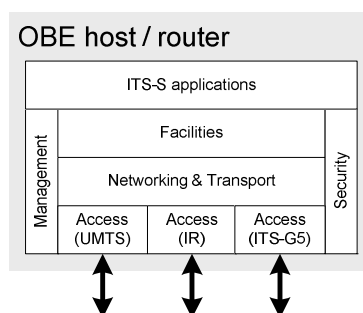 OBE host / router
ITS-S applications
Management
Facilities
Networking & Transport
Security
Access
(UMTS)
Access
(IR)
Access
(ITS-G5)